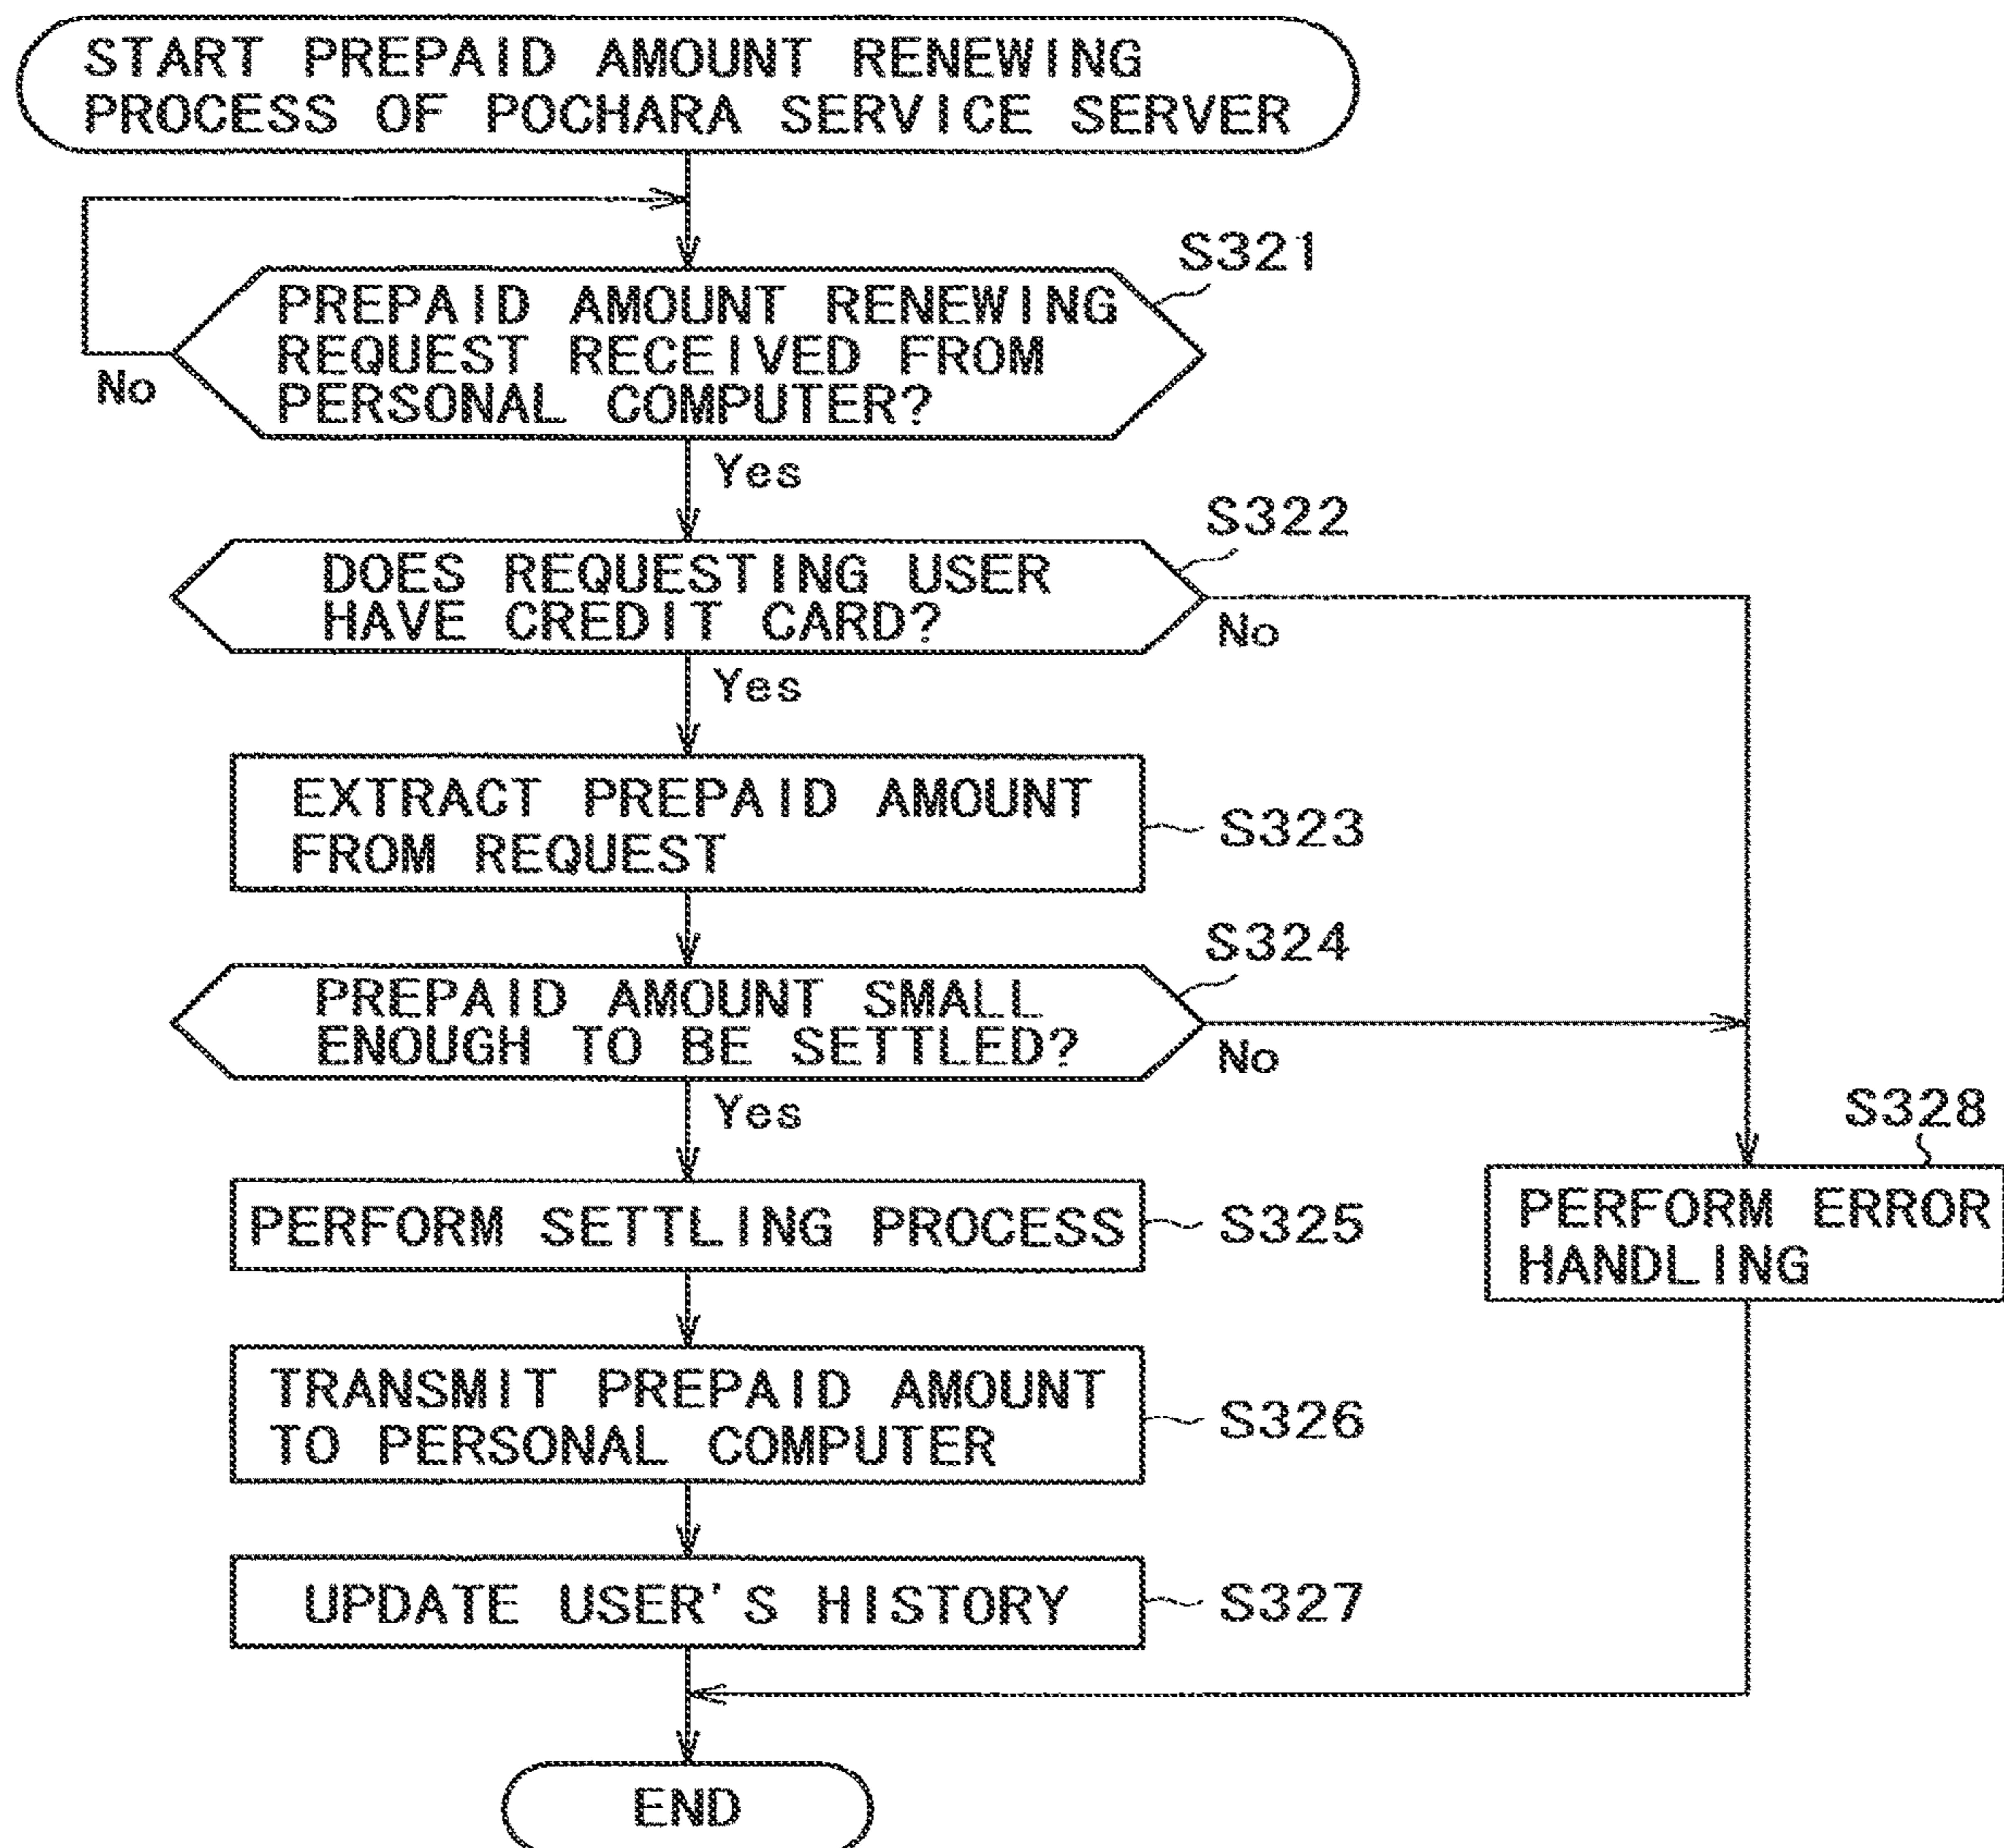 START PREPAID AMOUNT RENEWING
PROCESS OF POCHARA SERVICE SERVER
S321
PREPAID AMOUNT RENEWING
REQUEST RECEIVED FROM
PERSONAL COMPUTER?
No
Yes
S322
DOES REQUESTING USER
HAVE CREDIT CARD?
No
Yes
EXTRACT PREPAID AMOUNT
FROM REQUEST
S323
S324
PREPAID AMOUNT SMALL
ENOUGH TO BE SETTLED?
No
Yes
S328
PERFORM ERROR
HANDLING
PERFORM SETTLING PROCESS
S325
TRANSMIT PREPAID AMOUNT
TO PERSONAL COMPUTER
S326
UPDATE USER'S HISTORY
S327
END